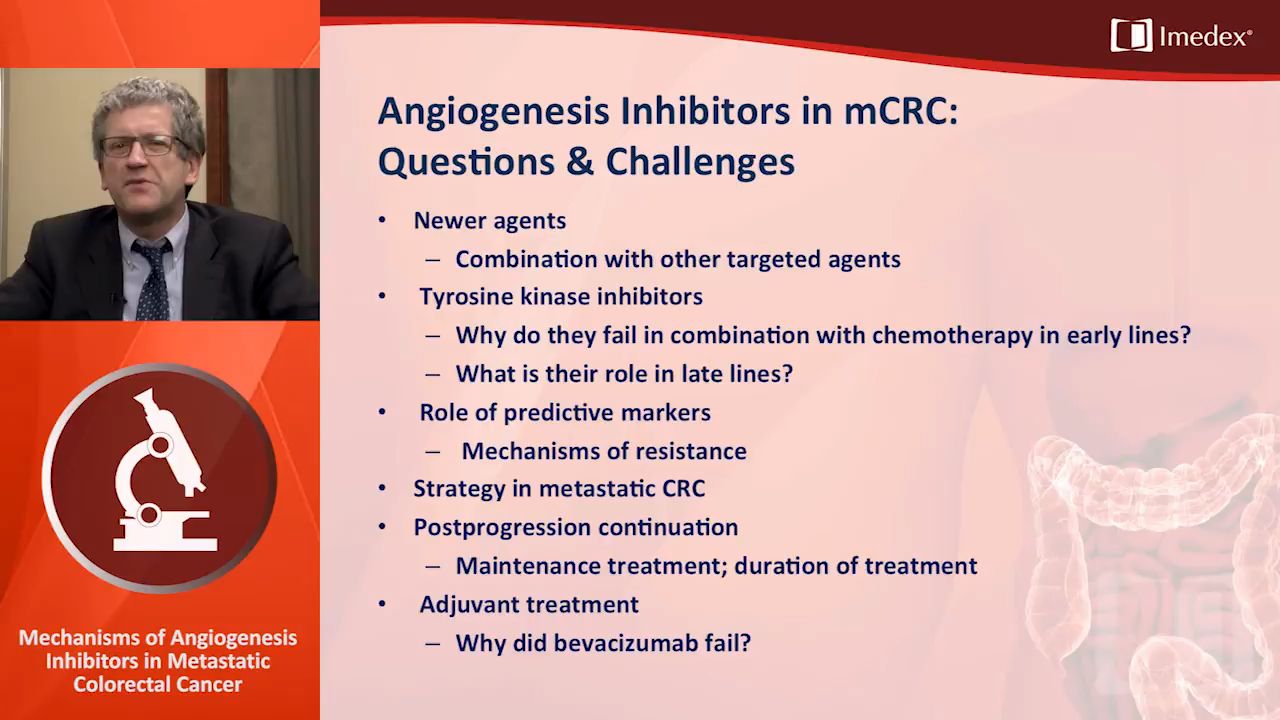 Imedex®
Angiogenesis Inhibitors in mCRC:
Questions & Challenges
• Newer agents
– Combination with other targeted agents
• Tyrosine kinase inhibitors
– Why do they fail in combination with chemotherapy in early lines?
– What is their role in late lines?
• Role of predictive markers
– Mechanisms of resistance
• Strategy in metastatic CRC
• Postprogression continuation
– Maintenance treatment; duration of treatment
• Adjuvant treatment
– Why did bevacizumab fail?
Mechanisms of Angiogenesis
Inhibitors in Metastatic
Colorectal Cancer